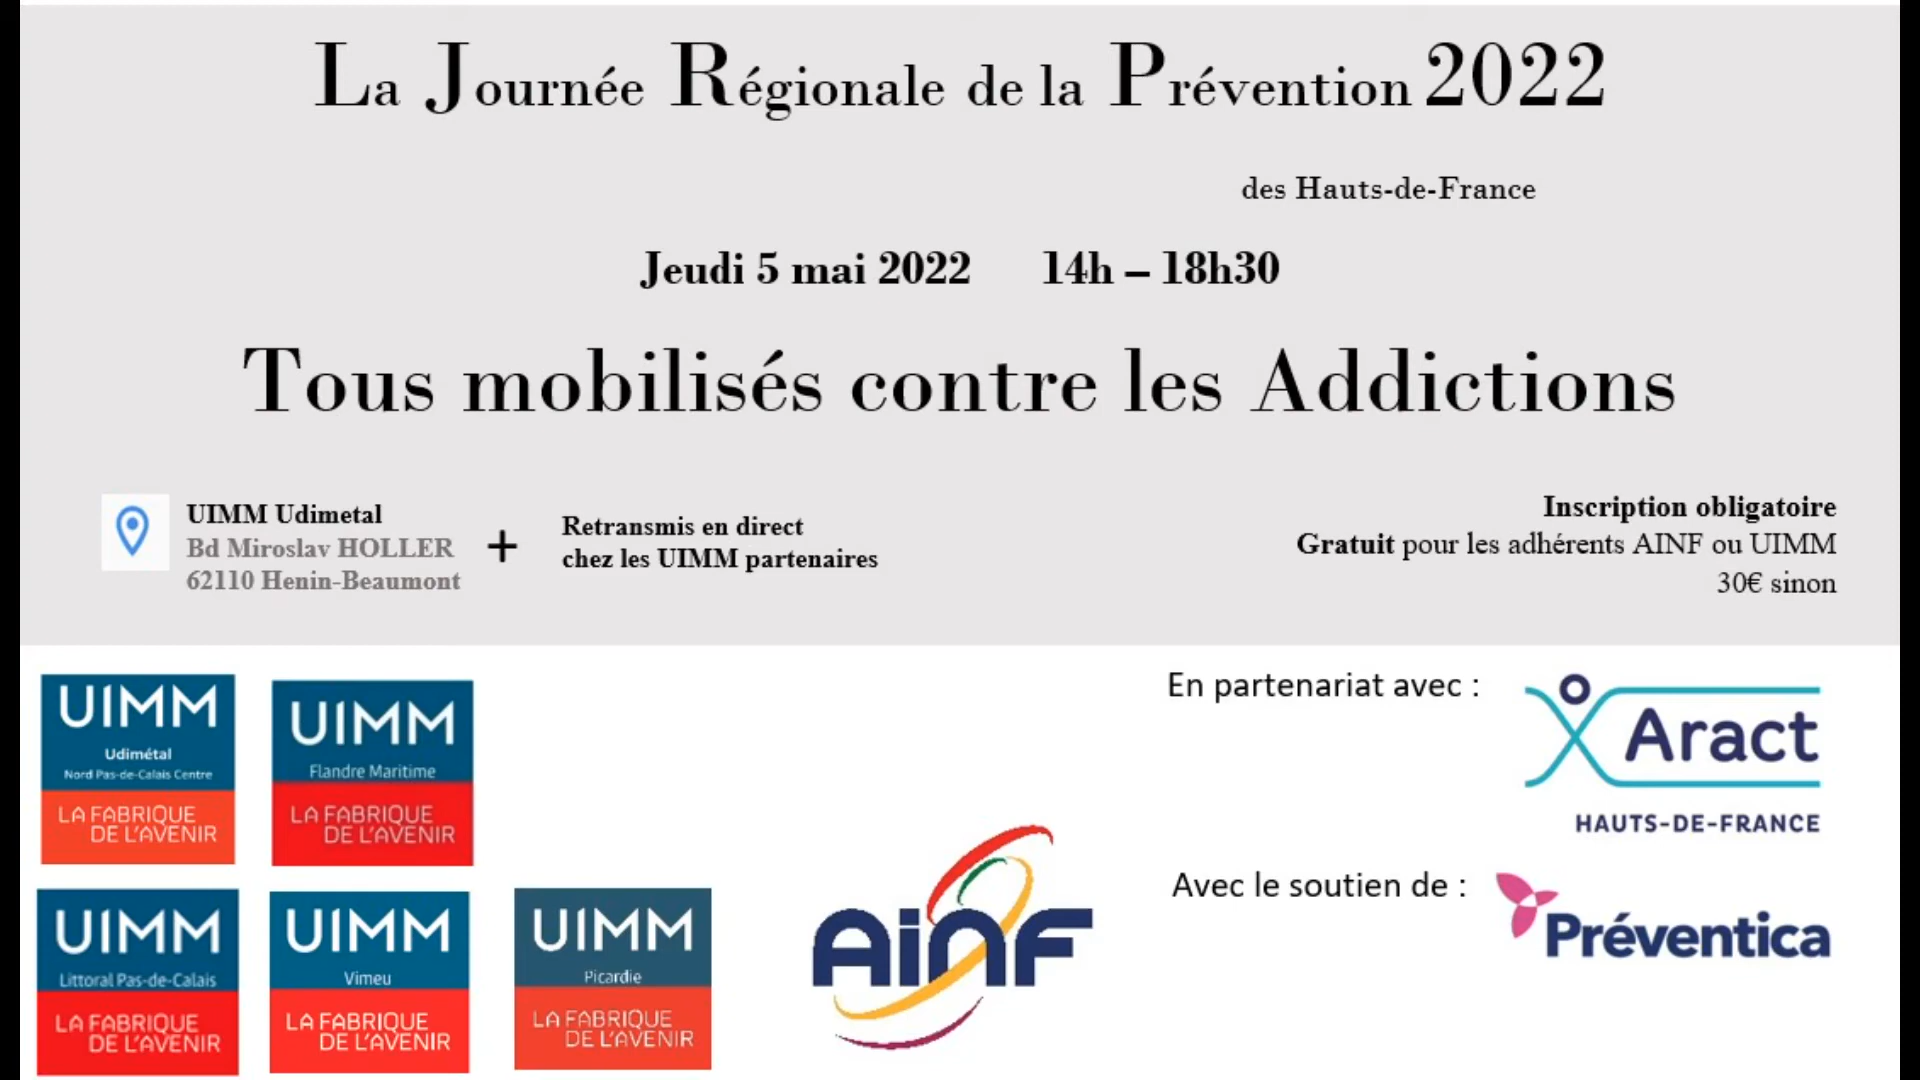 La Journée Régionale de la Prévention 2022
des Hauts-de-France
Jeudi 5 mai 2022 14h – 18h30
Tous mobilisés contre les Addictions
UIMM Udimetal
Bd Miroslav HOLLER
62110 Henin-Beaumont
+
Retransmis en direct
chez les UIMM partenaires
Inscription obligatoire
Gratuit pour les adhérents AINF ou UIMM
30€ sinon
UIMM
Udimétal
Nord Pas-de-Calais Centre
LA FABRIQUE
DE L'AVENIR
UIMM
Flandre Maritime
LA FABRIQUE
DE L'AVENIR
UIMM
Littoral Pas-de-Calais
LA FABRIQUE
DE L'AVENIR
UIMM
Vimeu
LA FABRIQUE
DE L'AVENIR
UIMM
Picardie
LA FABRIQUE
DE L'AVENIR
AiNF
En partenariat avec :
Aract
HAUTS-DE-FRANCE
Avec le soutien de :
Préventica